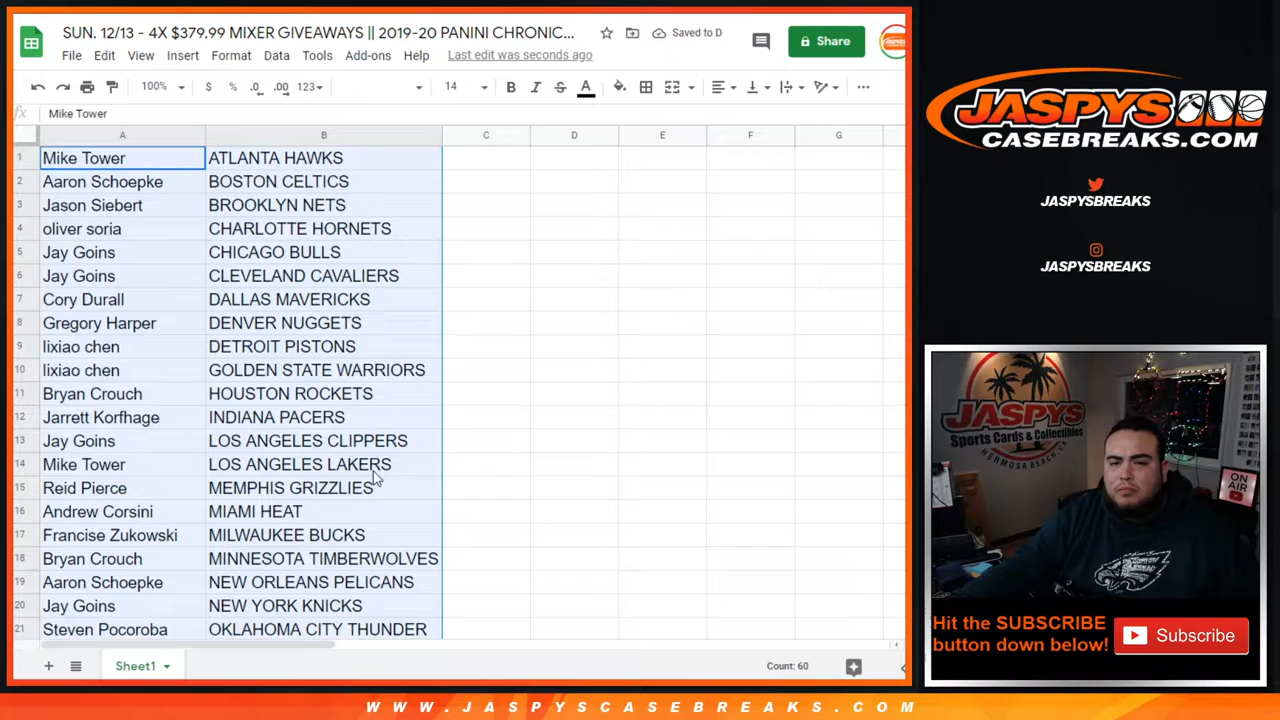 SUN. 12/13 - 4X $379.99 MIXER GIVEAWAYS || 2019-20 PANINI CHRONIC...
Saved to D
Share
File Edit View Insert Format Data Tools Add-ons Help Last edit was seconds ago
100% $ % .0 .00 123 14 B I S A
fx Mike Tower
A B C D E F G
1 Mike Tower ATLANTA HAWKS
2 Aaron Schoepke BOSTON CELTICS
3 Jason Siebert BROOKLYN NETS
4 oliver soria CHARLOTTE HORNETS
5 Jay Goins CHICAGO BULLS
6 Jay Goins CLEVELAND CAVALIERS
7 Cory Durall DALLAS MAVERICKS
8 Gregory Harper DENVER NUGGETS
9 lixiao chen DETROIT PISTONS
10 lixiao chen GOLDEN STATE WARRIORS
11 Bryan Crouch HOUSTON ROCKETS
12 Jarrett Korfhage INDIANA PACERS
13 Jay Goins LOS ANGELES CLIPPERS
14 Mike Tower LOS ANGELES LAKERS
15 Reid Pierce MEMPHIS GRIZZLIES
16 Andrew Corsini MIAMI HEAT
17 Francise Zukowski MILWAUKEE BUCKS
18 Bryan Crouch MINNESOTA TIMBERWOLVES
19 Aaron Schoepke NEW ORLEANS PELICANS
20 Jay Goins NEW YORK KNICKS
21 Steven Pocoroba OKLAHOMA CITY THUNDER
Sheet1
Count: 60
JASPYS
CASEBREAKS.COM
JASPYSBREAKS
JASPYSBREAKS
JASPYS
Sports Cards & Collectibles
HERMOSA BEACH, CA
ON AIR
Hit the SUBSCRIBE
button down below!
Subscribe
WWW.JASPYSCASEBREAKS.COM